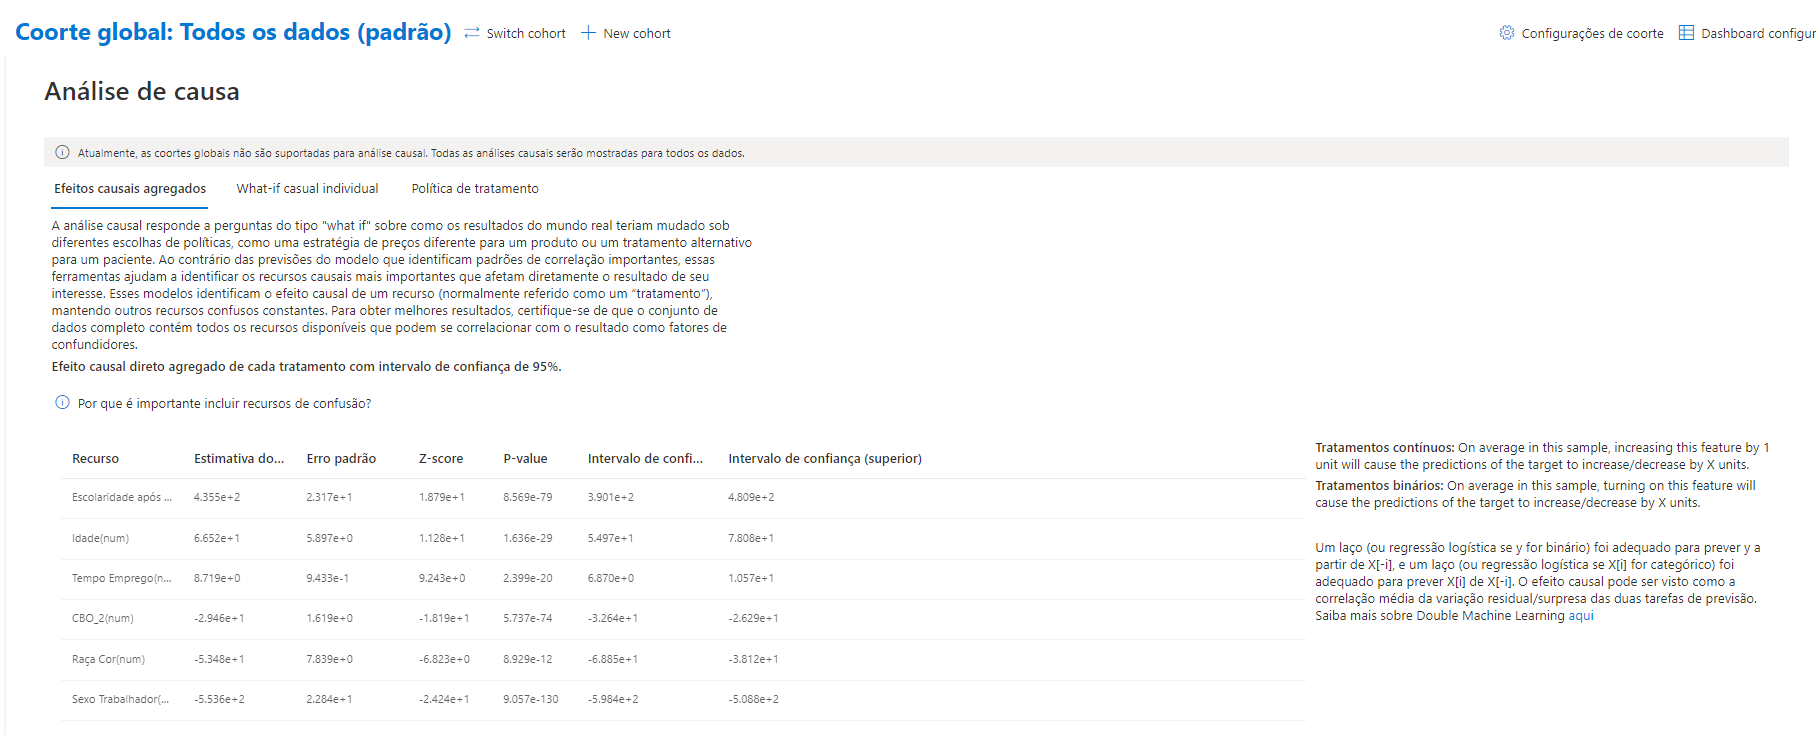 Coorte global: Todos os dados (padrão) Switch cohort New cohort Configurações de coorte Dashboard configur
Análise de causa
Atualmente, as coortes globais não são suportadas para análise causal. Todas as análises causais serão mostradas para todos os dados.
Efeitos causais agregados What-if casual individual Política de tratamento
A análise causal responde a perguntas do tipo "what if" sobre como os resultados do mundo real teriam mudado sob
diferentes escolhas de políticas, como uma estratégia de preços diferente para um produto ou um tratamento alternativo
para um paciente. Ao contrário das previsões do modelo que identificam padrões de correlação importantes, essas
ferramentas ajudam a identificar os recursos causais mais importantes que afetam diretamente o resultado de seu
interesse. Esses modelos identificam o efeito causal de um recurso (normalmente referido como um “tratamento”),
mantendo outros recursos confusos constantes. Para obter melhores resultados, certifique-se de que o conjunto de
dados completo contém todos os recursos disponíveis que podem se correlacionar com o resultado como fatores de
confundidores.
Efeito causal direto agregado de cada tratamento com intervalo de confiança de 95%.
Por que é importante incluir recursos de confusão?
Recurso Estimativa do... Erro padrão Z-score P-value Intervalo de confi... Intervalo de confiança (superior)
Escolaridade após ... 4.355e+2 2.317e+1 1.879e+1 8.569e-79 3.901e+2 4.809e+2
Idade(num) 6.652e+1 5.897e+0 1.128e+1 1.636e-29 5.497e+1 7.808e+1
Tempo Emprego(n... 8.719e+0 9.433e-1 9.243e+0 2.399e-20 6.870e+0 1.057e+1
CBO_2(num) -2.946e+1 1.619e+0 -1.819e+1 5.737e-74 -3.264e+1 -2.629e+1
Raça Cor(num) -5.348e+1 7.839e+0 -6.823e+0 8.929e-12 -6.885e+1 -3.812e+1
Sexo Trabalhador(... -5.536e+2 2.284e+1 -2.424e+1 9.057e-130 -5.984e+2 -5.088e+2
Tratamentos contínuos: On average in this sample, increasing this feature by 1
unit will cause the predictions of the target to increase/decrease by X units.
Tratamentos binários: On average in this sample, turning on this feature will
cause the predictions of the target to increase/decrease by X units.
Um laço (ou regressão logística se y for binário) foi adequado para prever y a
partir de X[-i], e um laço (ou regressão logística se X[i] for categórico) foi
adequado para prever X[i] de X[-i]. O efeito causal pode ser visto como a
correlação média da variação residual/surpresa das duas tarefas de previsão.
Saiba mais sobre Double Machine Learning aqui